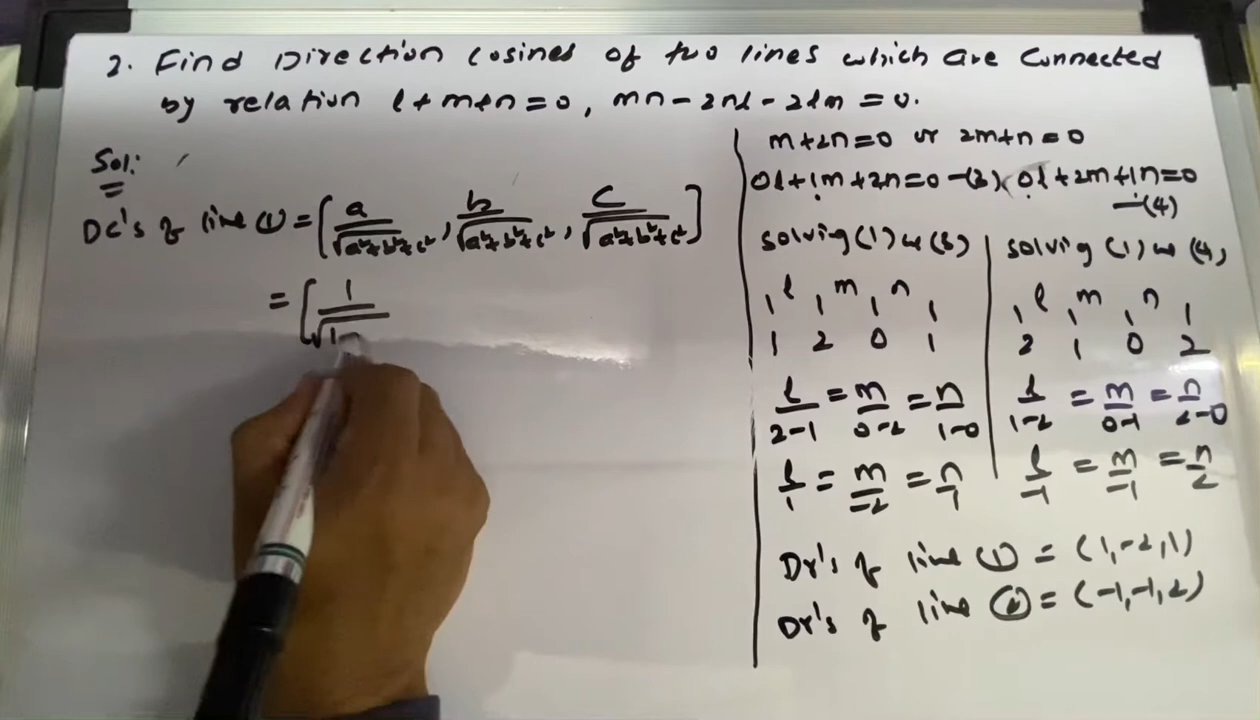 2. Find Direction Cosines of two lines which are Connected
by relation l + m + n = 0, mn - 2nl - 2lm = 0.
Sol:
DC's of line (1) = [a/√a²+b²+c², b/√a²+b²+c², c/√a²+b²+c²]
= [1/√1
m+2n=0 or 2m+n=0
0l+1m+2n=0 -(3), 0l+2m+1n=0
-(4)
solving (1) & (3)
l m n
1 1 1 1
1 2 0 1
l/2-1 = m/0-2 = n/1-0
l/1 = m/-2 = n/1
solving (1) & (4)
l m n
1 1 1 1
2 1 0 2
l/1-2 = m/0-1 = n/2-0
l/-1 = m/-1 = n/2
Dr's of line (1) = (1,-2,1)
Dr's of line (2) = (-1,-1,2)